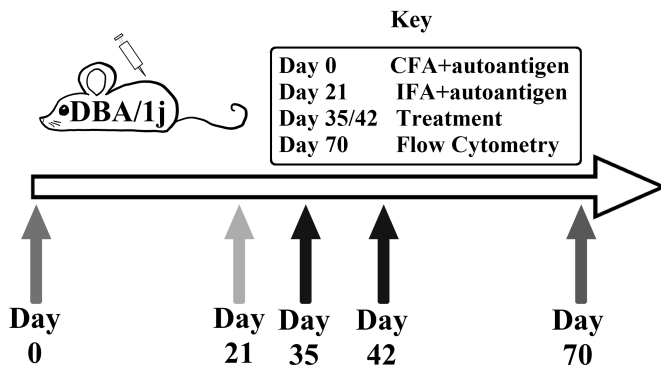 Key
DBA/1j
Day 0 CFA+autoantigen
Day 21 IFA+autoantigen
Day 35/42 Treatment
Day 70 Flow Cytometry
Day Day Day Day Day
0 21 35 42 70